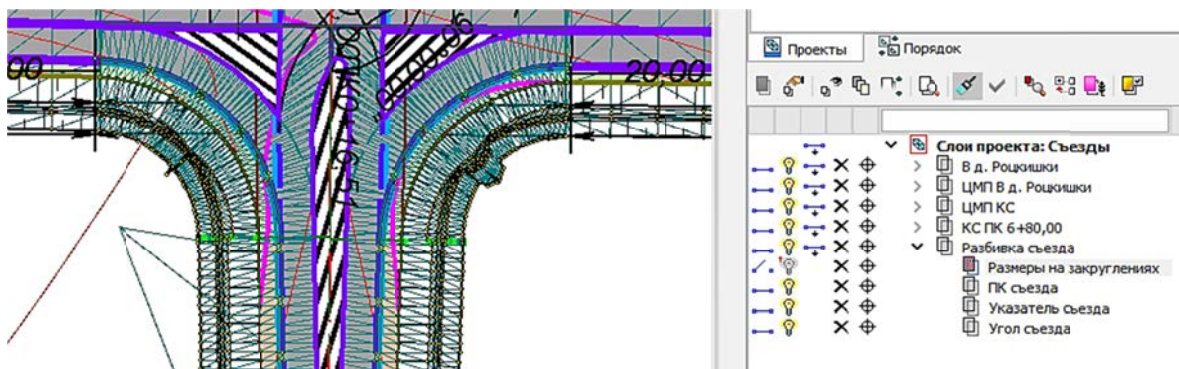 00
20.00
Проекты
Порядок
Слои проекта: Съезды
В д. Роцкишки
ЦМП В д. Роцкишки
ЦМП КС
КС ПК 6+80,00
Разбивка съезда
Размеры на закруглениях
ПК съезда
Указатель съезда
Угол съезда